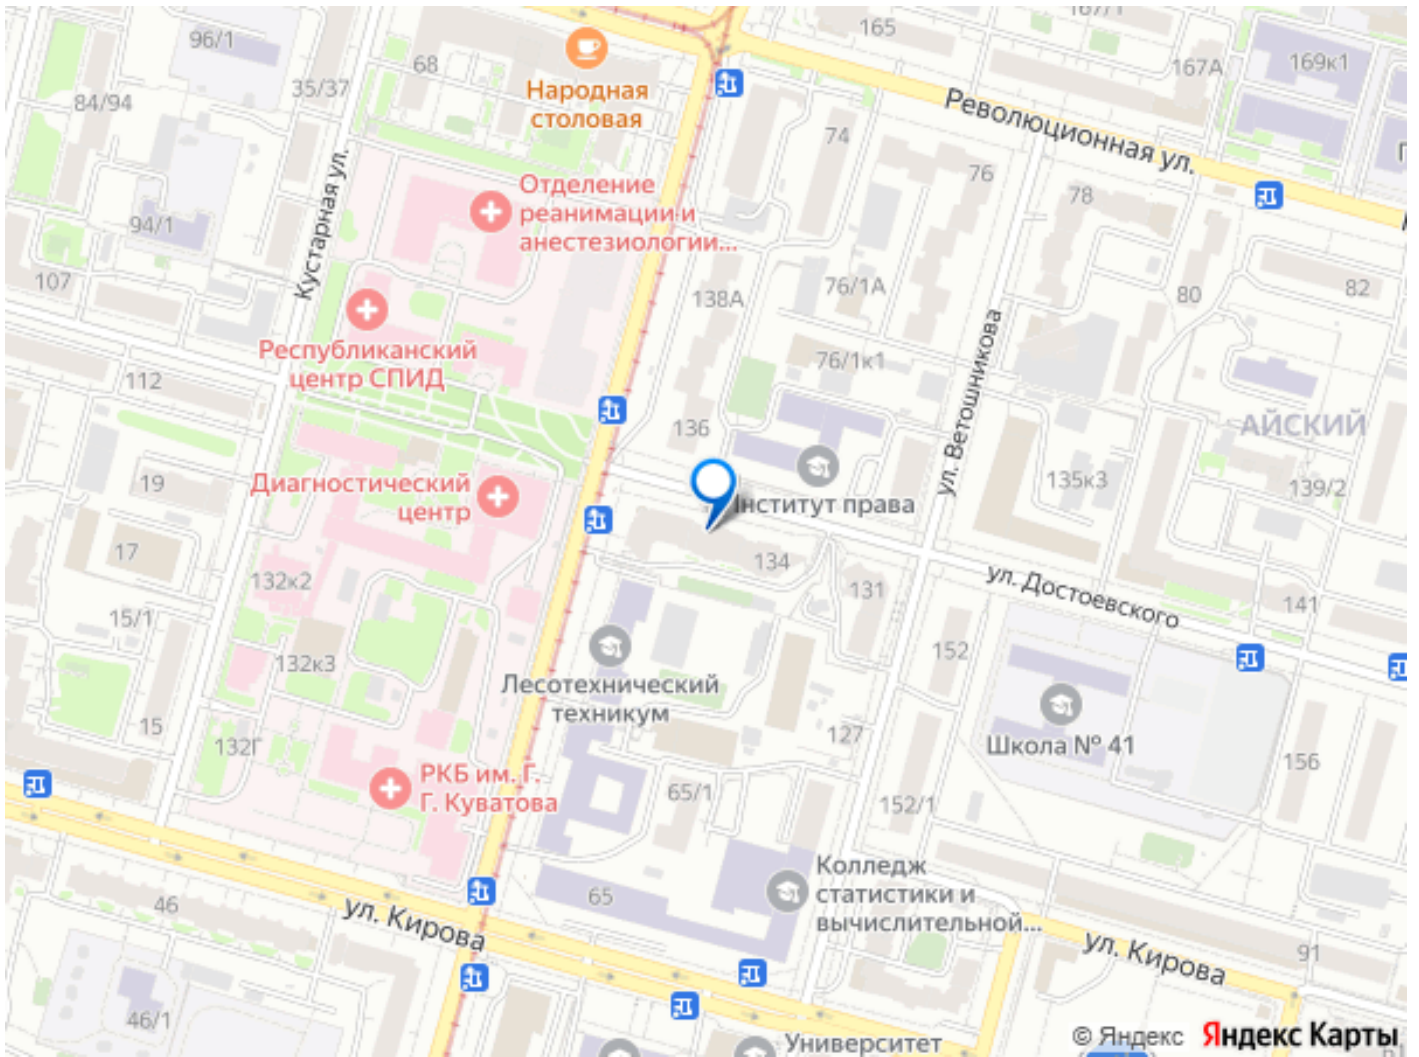 165
167/1
96/1
68
167А
169к1
35/37
84/94
Народная
столовая
Революционная ул.
74
76
78
Отделение
реанимации и
анестезиологии...
Кустарная ул.
94/1
107
138А
76/1А
80
82
Республиканский
центр СПИД
76/1к1
112
ул. Ветошникова
136
АЙСКИЙ
19
Диагностический
центр
135к3
139/2
Институт права
17
134
132к2
131
ул. Достоевского
141
15/1
132к3
152
Лесотехнический
техникум
15
132Г
127
Школа № 41
156
РКБ им. Г.
Г. Куватова
65/1
152/1
46
65
Колледж
статистики и
вычислительной...
ул. Кирова
ул. Кирова
91
46/1
Университет
© Яндекс Яндекс Карты